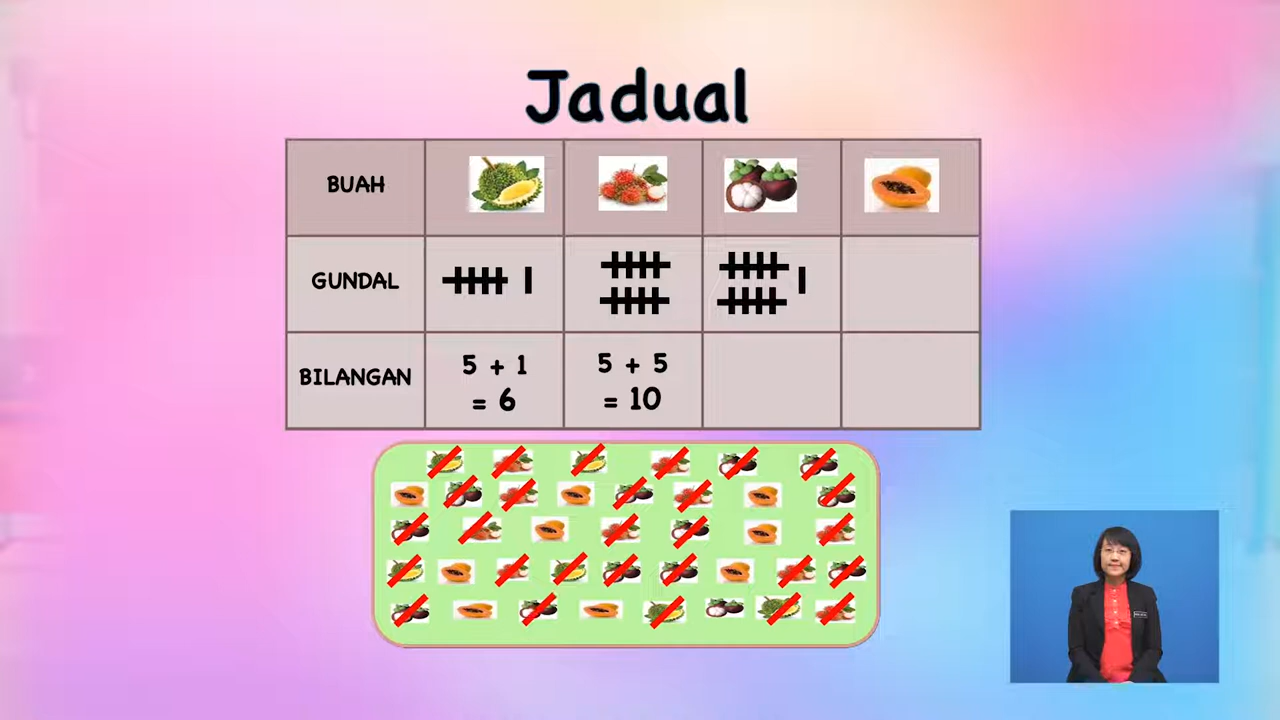 Jadual
BUAH
GUNDAL
BILANGAN
5 + 1
= 6
5 + 5
= 10